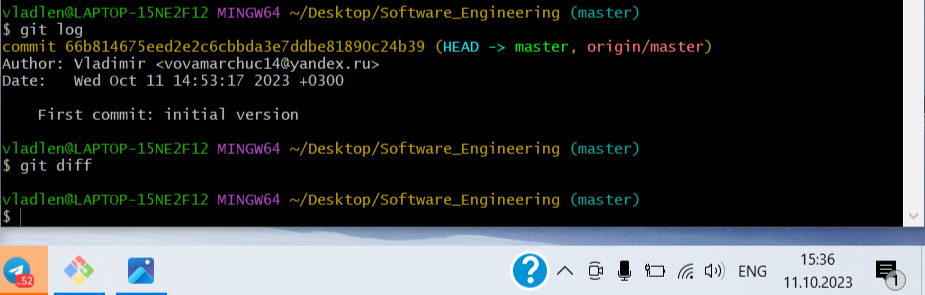 vladlen@LAPTOP-15NE2F12 MINGW64 ~/Desktop/Software_Engineering (master)
$ git log
commit 66b814675eed2e2c6cbbda3e7ddbe81890c24b39 (HEAD -> master, origin/master)
Author: Vladimir <vovamarchuc14@yandex.ru>
Date:   Wed Oct 11 14:53:17 2023 +0300
    First commit: initial version
vladlen@LAPTOP-15NE2F12 MINGW64 ~/Desktop/Software_Engineering (master)
$ git diff
vladlen@LAPTOP-15NE2F12 MINGW64 ~/Desktop/Software_Engineering (master)
$
..52
?
ENG
15:36
11.10.2023
1